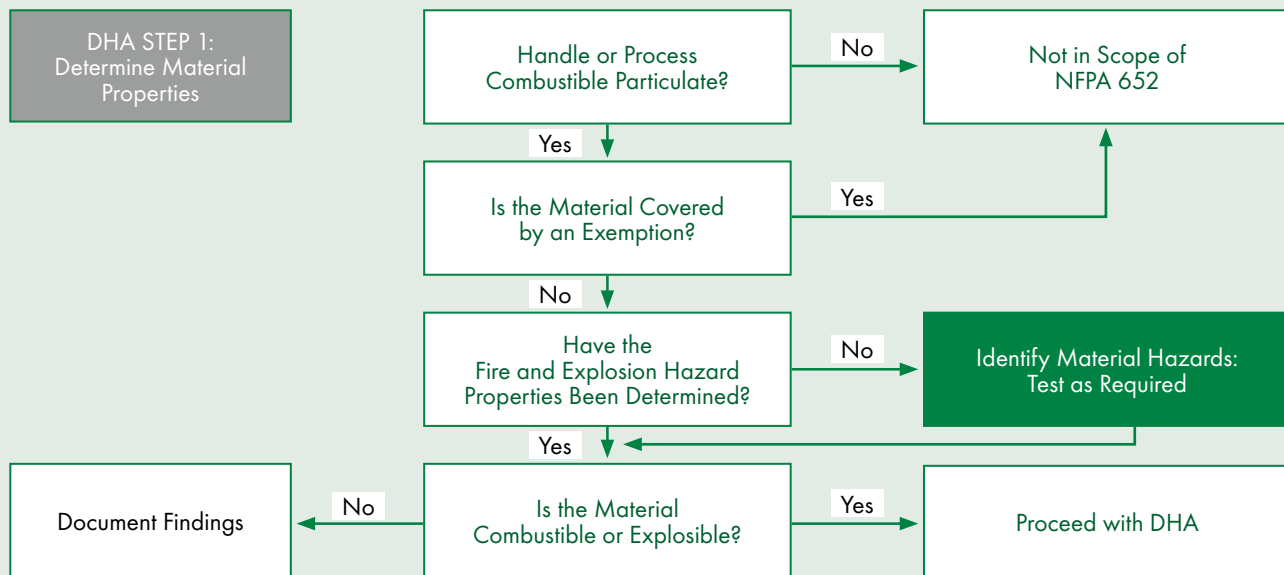 DHA STEP 1:
Determine Material
Properties
Handle or Process
Combustible Particulate?
No
Not in Scope of
NFPA 652
Yes
Is the Material Covered
by an Exemption?
Yes
No
Have the
Fire and Explosion Hazard
Properties Been Determined?
No
Identify Material Hazards:
Test as Required
Yes
Document Findings
No
Is the Material
Combustible or Explosible?
Yes
Proceed with DHA